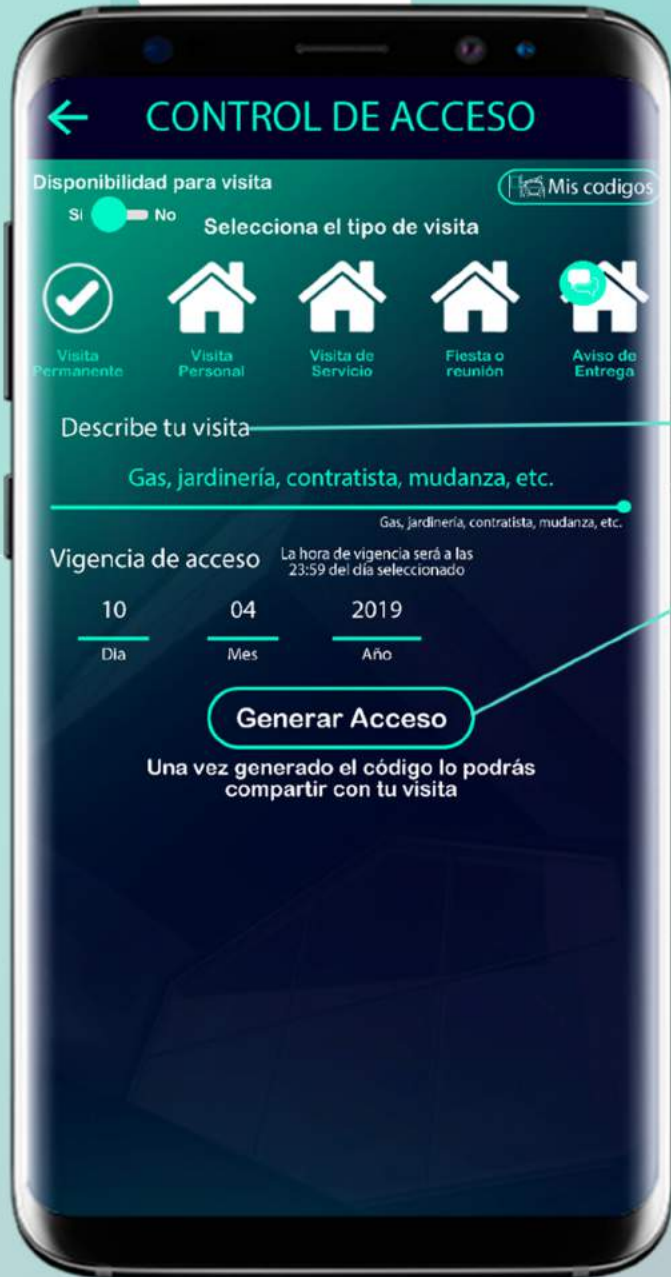 CONTROL DE ACCESO
Disponibilidad para visita
Mis codigos
Si No
Selecciona el tipo de visita
Visita
Permanente
Visita
Personal
Visita de
Servicio
Fiesta o
reunión
Aviso de
Entrega
Describe tu visita
Gas, jardinería, contratista, mudanza, etc.
Gas, jardinería, contratista, mudanza, etc.
Vigencia de acceso
La hora de vigencia será a las
23:59 del día seleccionado
10 04 2019
Dia Mes Año
Generar Acceso
Una vez generado el código lo podrás
compartir con tu visita